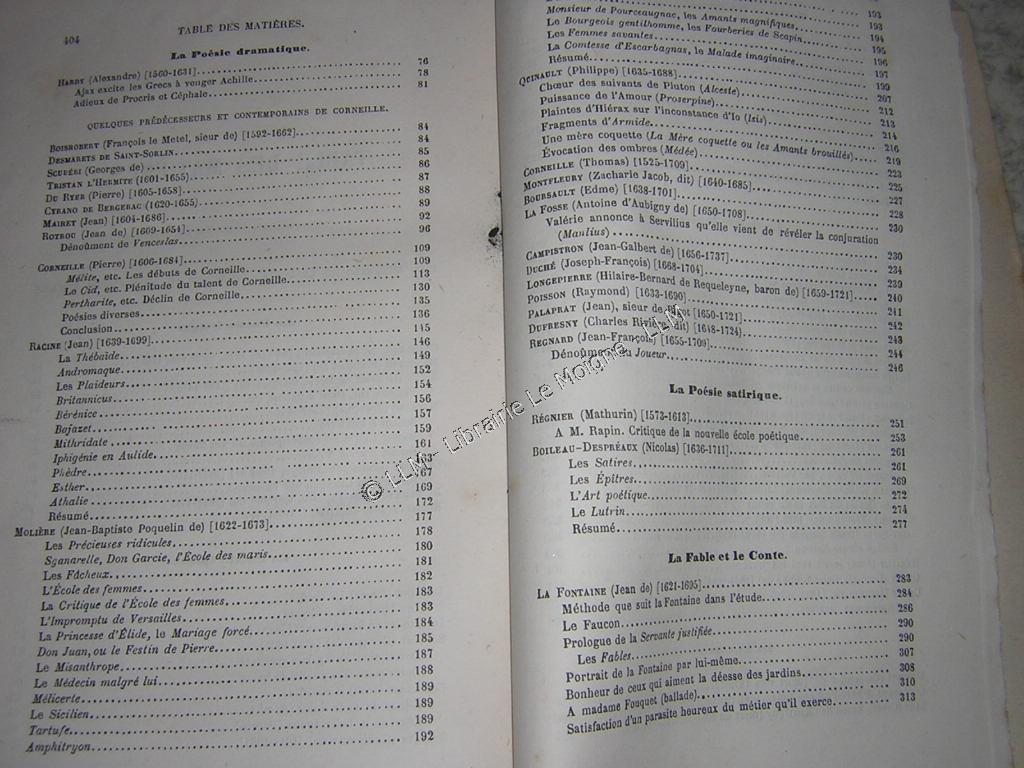 404
TABLE DES MATIÈRES.
La Poésie dramatique.
HARDY (Alexandre) [1560-1631] 76
Ajax excite les Grecs à venger Achille 78
Adieux de Procris et Céphale 81
QUELQUES PRÉDÉCESSEURS ET CONTEMPORAINS DE CORNEILLE.
BOISROBERT (François le Metel, sieur de) [1592-1662] 84
DESMARETS DE SAINT-SORLIN 84
SCUDÉRI (Georges de) 85
TRISTAN L'HERMITE (1601-1655) 86
DU RYER (Pierre) [1605-1658] 87
CYRANO DE BERGERAC (1620-1655) 88
MAIRET (Jean) [1604-1686] 89
ROTROU (Jean de) [1609-1654] 92
Dénoûment de Venceslas 96
CORNEILLE (Pierre) [1606-1684] 109
Mélite, etc. Les débuts de Corneille 109
Le Cid, etc. Plénitude du talent de Corneille 113
Pertharite, etc. Déclin de Corneille 130
Poésies diverses 135
Conclusion 136
RACINE (Jean) [1639-1699] 145
La Thébaïde 146
Andromaque 149
Les Plaideurs 152
Britannicus 154
Bérénice 156
Bajazet 157
Mithridate 159
Iphigénie en Aulide 161
Phèdre 163
Esther 167
Athalie 169
Résumé 172
MOLIÈRE (Jean-Baptiste Poquelin de) [1622-1673] 177
Les Précieuses ridicules 178
Sganarelle, Don Garcie, l'École des maris 180
Les Fâcheux 181
L'École des femmes 182
La Critique de l'École des femmes 183
L'Impromptu de Versailles 183
La Princesse d'Élide, le Mariage forcé 184
Don Juan, ou le Festin de Pierre 185
Le Misanthrope 187
Le Médecin malgré lui 188
Mélicerte 189
Le Sicilien 189
Tartufe 189
Amphitryon 192
Monsieur de Pourceaugnac, les Amants magnifiques 193
Le Bourgeois gentilhomme, les Fourberies de Scapin 194
Les Femmes savantes 195
La Comtesse d'Escarbagnas, le Malade imaginaire 196
Résumé 197
QUINAULT (Philippe) [1635-1688] 199
Chœur des suivants de Pluton (Alceste) 207
Puissance de l'Amour (Proserpine) 212
Plaintes d'Hiérax sur l'inconstance d'Io (Isis) 213
Fragments d'Armide 214
Une mère coquette (La Mère coquette ou les Amants brouillés) 216
Évocation des ombres (Médée) 219
CORNEILLE (Thomas) [1525-1709] 223
MONTFLEURY (Zacharie Jacob, dit) [1640-1685] 225
BOURSAULT (Edme) [1638-1701] 227
LA FOSSE (Antoine d'Aubigny de) [1650-1708] 228
Valérie annonce à Servilius qu'elle vient de révéler la conjuration 230
(Manlius) 230
CAMPISTRON (Jean-Galbert de) [1656-1737] 234
DUCHÉ (Joseph-François) [1668-1704] 239
LONGEPIERRE (Hilaire-Bernard de Requeleyne, baron de) [1659-1721] 240
POISSON (Raymond) [1633-1690] 241
PALAPRAT (Jean), sieur de Bigot [1650-1721] 242
DUFRESNY (Charles Rivière, dit) [1648-1724] 243
REGNARD (Jean-François) [1655-1709] 244
Dénoûment du Joueur 246
La Poésie satirique.
RÉGNIER (Mathurin) [1573-1613] 251
A M. Rapin. Critique de la nouvelle école poétique 253
BOILEAU-DESPRÉAUX (Nicolas) [1636-1711] 261
Les Satires 261
Les Épîtres 269
L'Art poétique 272
Le Lutrin 274
Résumé 277
La Fable et le Conte.
LA FONTAINE (Jean de) [1621-1695] 283
Méthode que suit la Fontaine dans l'étude 284
Le Faucon 286
Prologue de la Servante justifiée 290
Les Fables 290
Portrait de la Fontaine par lui-même 307
Bonheur de ceux qui aiment la déesse des jardins 308
A madame Fouquet (ballade) 310
Satisfaction d'un parasite heureux du métier qu'il exerce 313
© LLM - Librairie Le Moigne - LLM